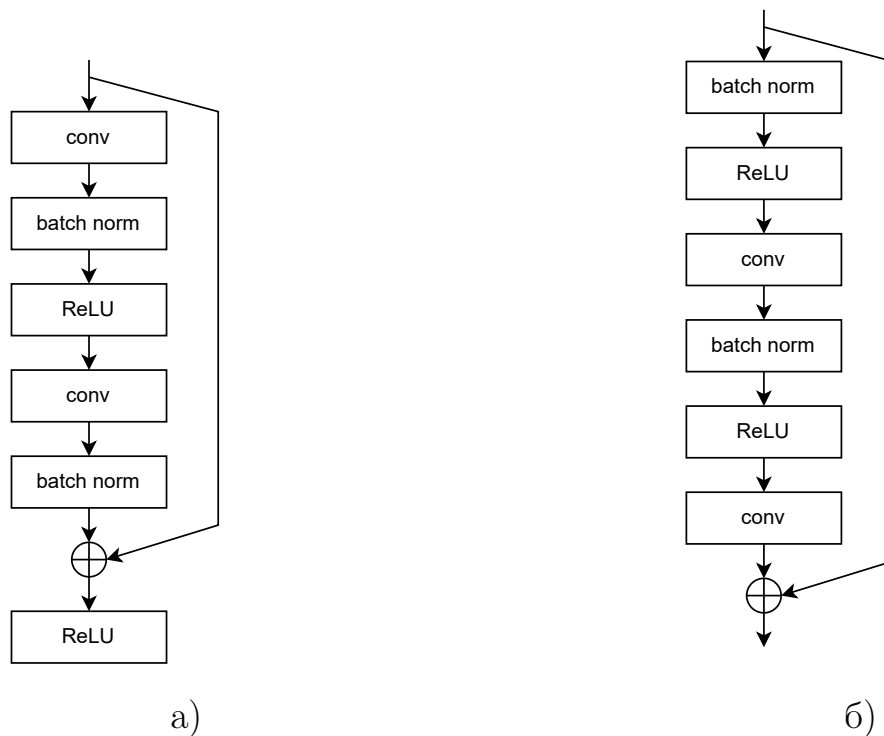 conv
batch norm
ReLU
conv
batch norm
ReLU
а)
batch norm
ReLU
conv
batch norm
ReLU
conv
б)